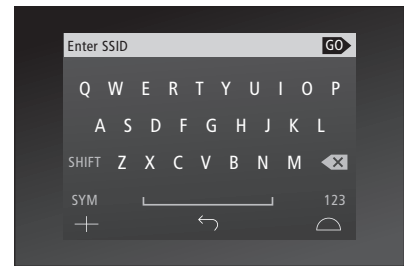 Enter SSID GO
Q W E R T Y U I O P
A S D F G H J K L
SHIFT Z X C V B N M
SYM 123